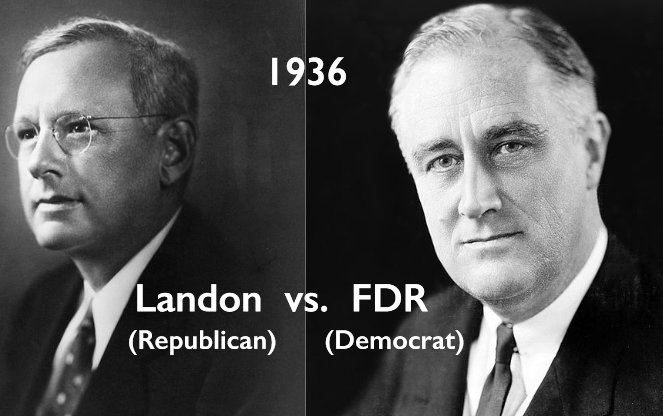 1936
Landon vs. FDR
(Republican) (Democrat)